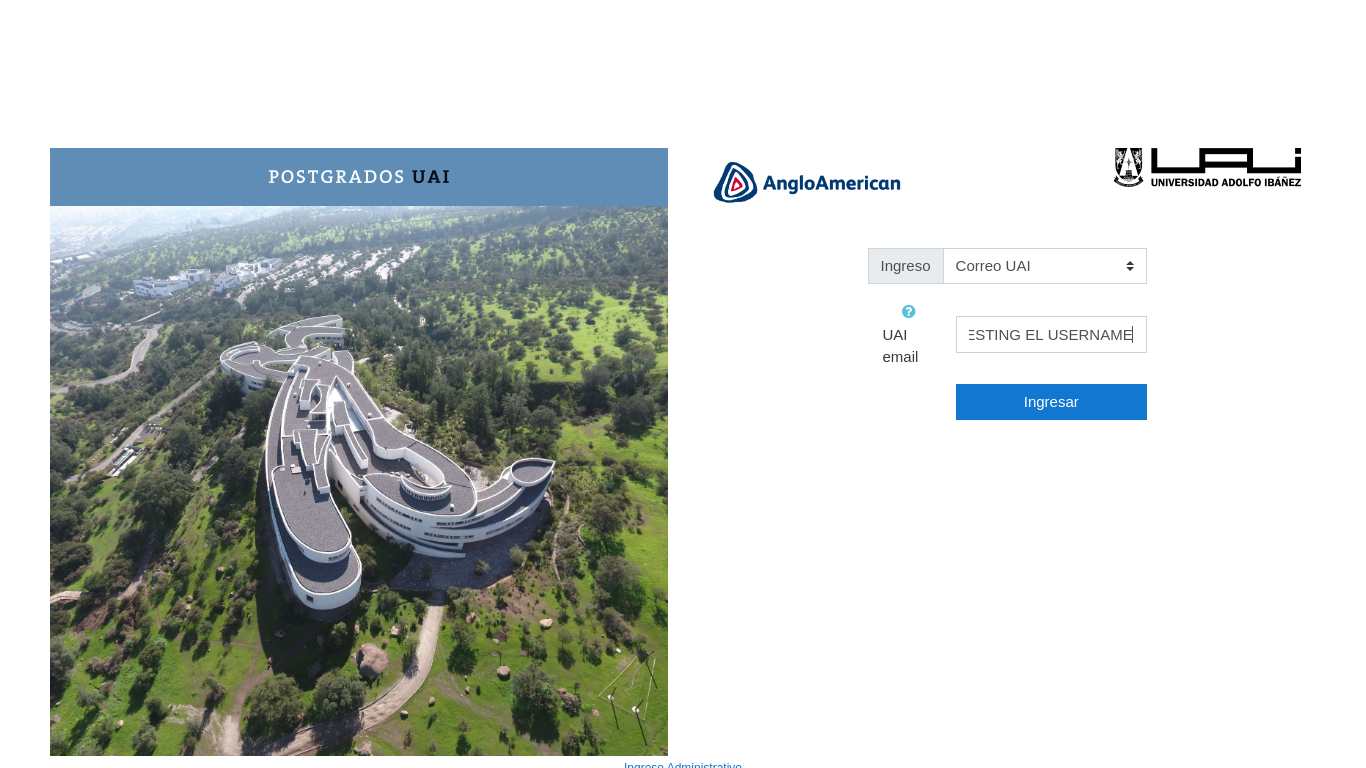 POSTGRADOS UAI
AngloAmerican
UAI
UNIVERSIDAD ADOLFO IBÁÑEZ
Ingreso
Correo UAI
UAI
email
ESTING EL USERNAME
Ingresar
Ingreso Administrativo